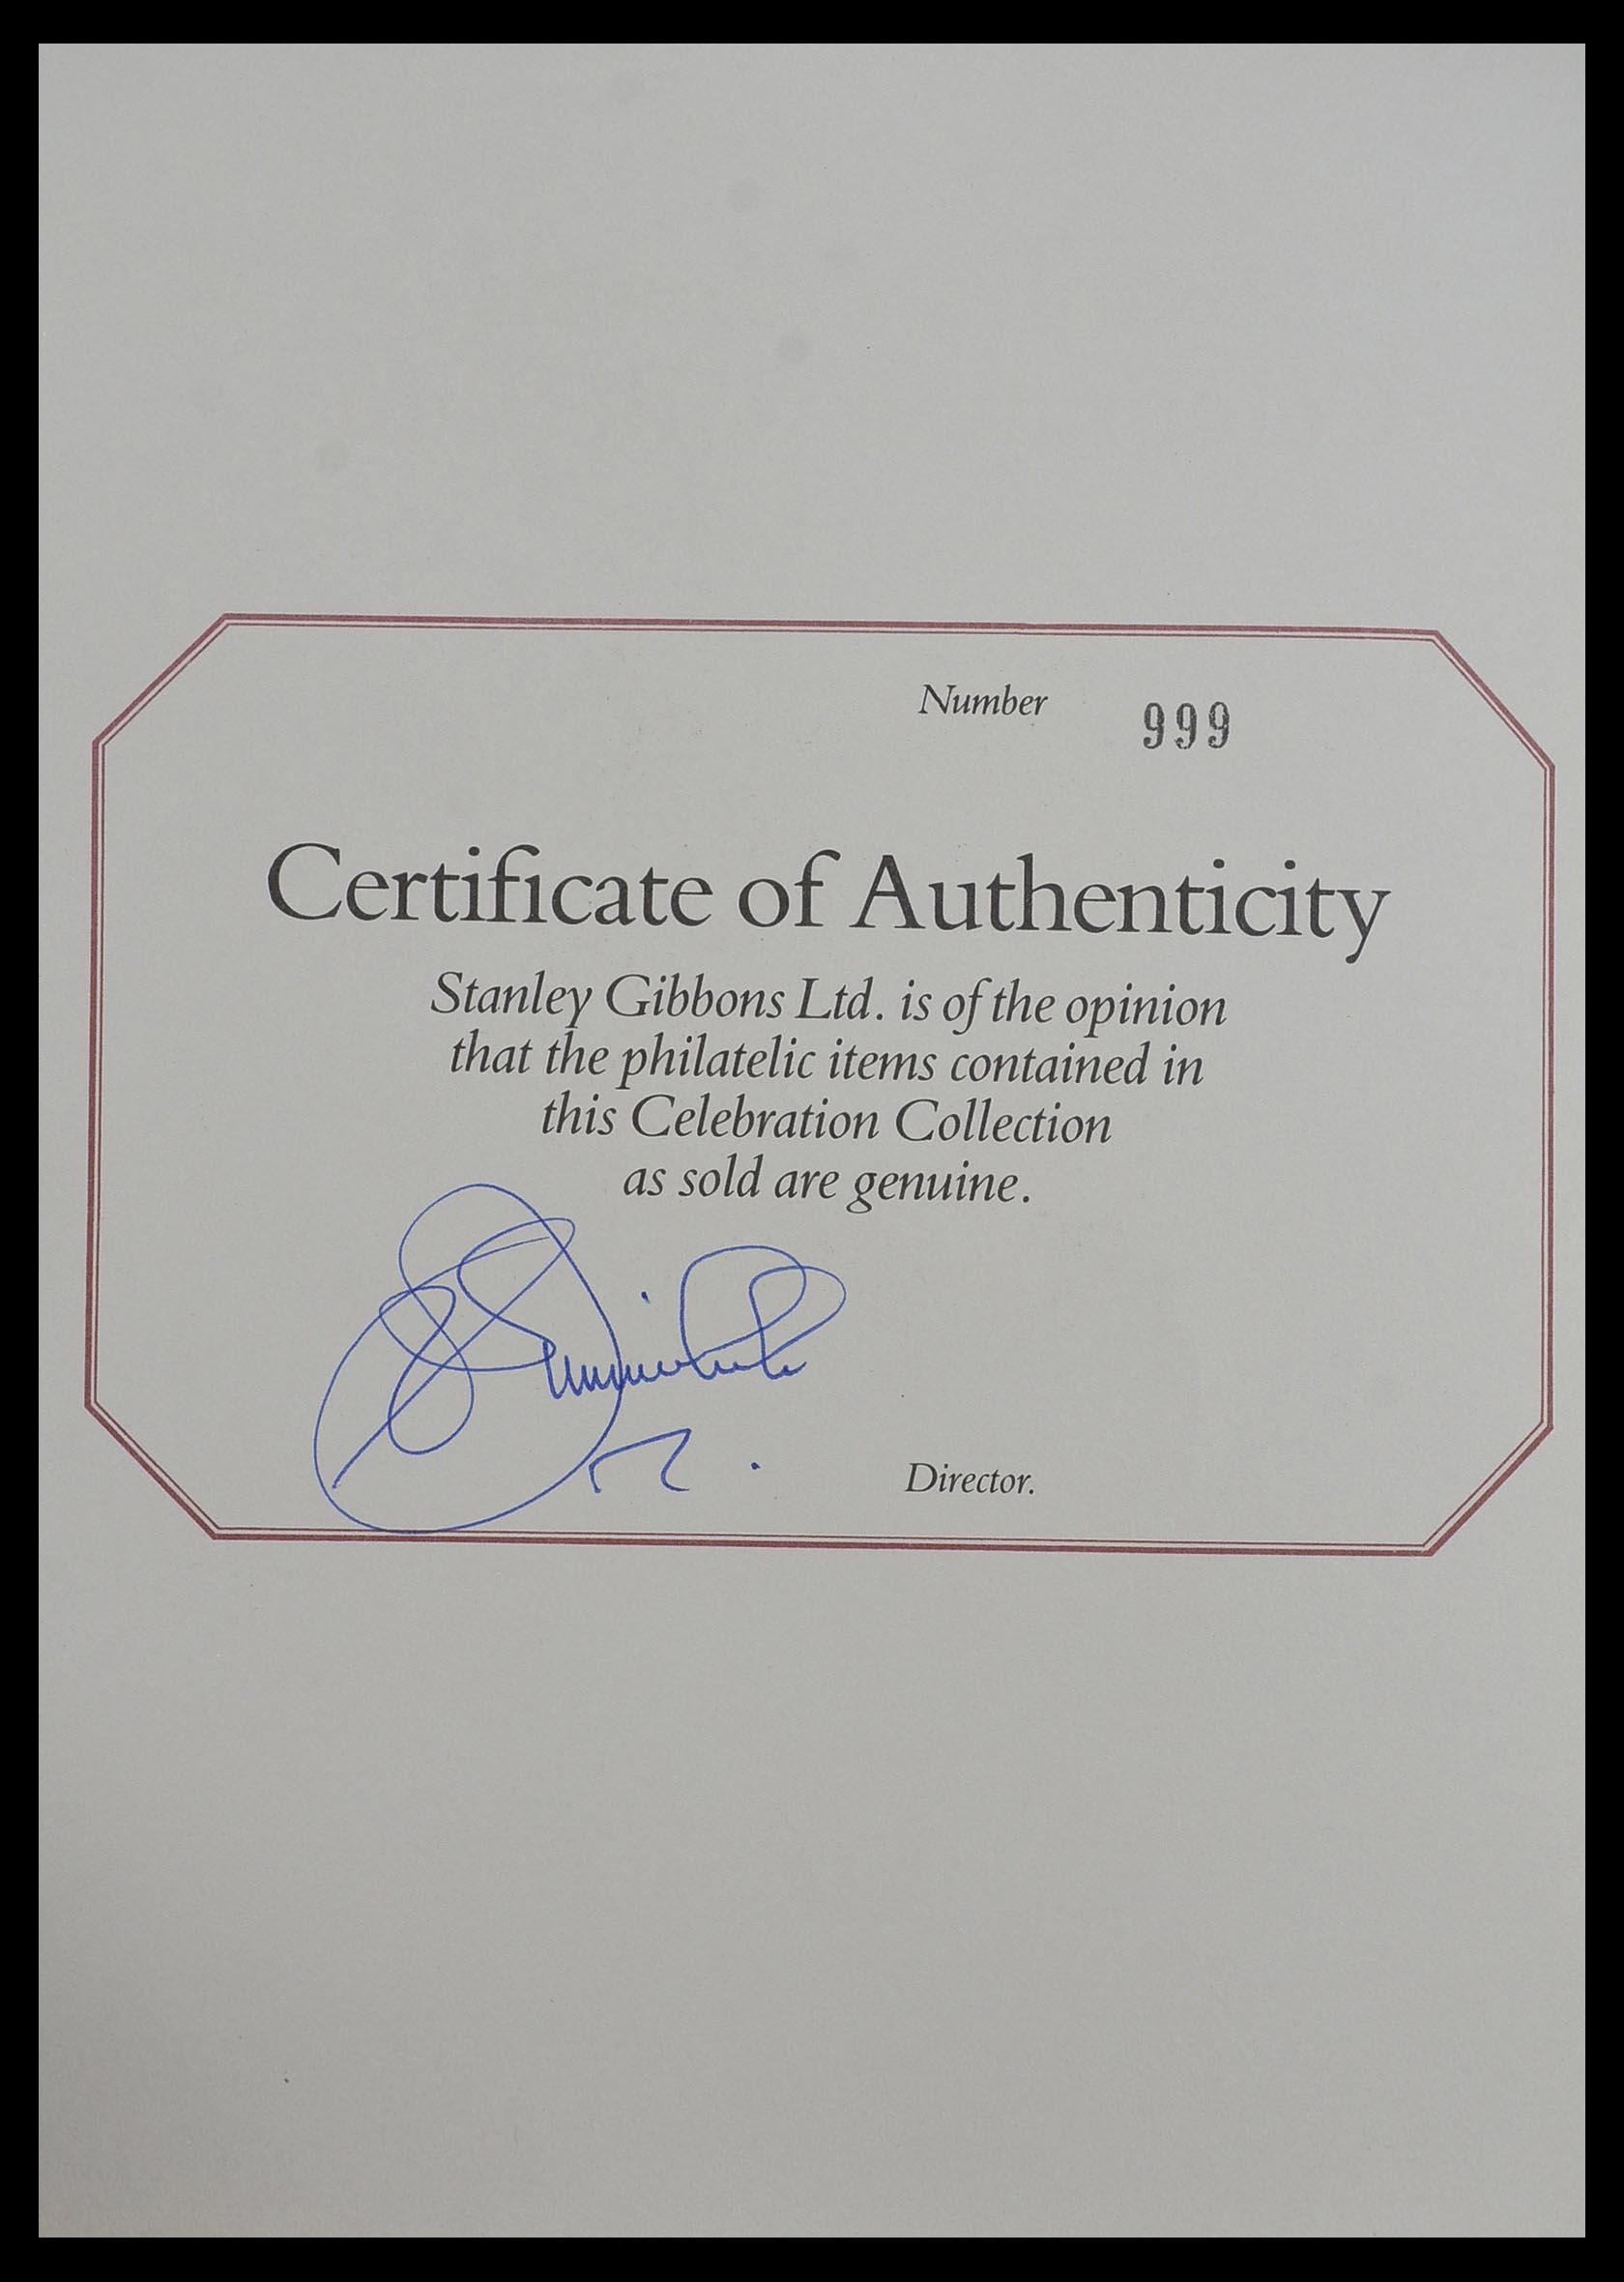 Number 999
Certificate of Authenticity
Stanley Gibbons Ltd. is of the opinion
that the philatelic items contained in
this Celebration Collection
as sold are genuine.
Director.